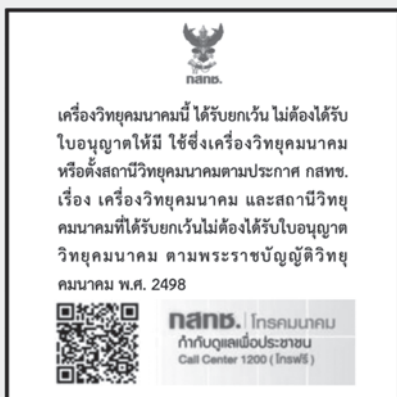 กสทช.
เครื่องวิทยุคมนาคมนี้ ได้รับยกเว้น ไม่ต้องได้รับ
ใบอนุญาตให้มี ใช้ซึ่งเครื่องวิทยุคมนาคม
หรือตั้งสถานีวิทยุคมนาคมตามประกาศ กสทช.
เรื่อง เครื่องวิทยุคมนาคม และสถานีวิทยุ
คมนาคมที่ได้รับยกเว้นไม่ต้องได้รับใบอนุญาต
วิทยุคมนาคม ตามพระราชบัญญัติวิทยุ
คมนาคม พ.ศ. 2498
กสทช. | โทรคมนาคม
กำกับดูแลเพื่อประชาชน
Call Center 1200 (โทรฟรี)